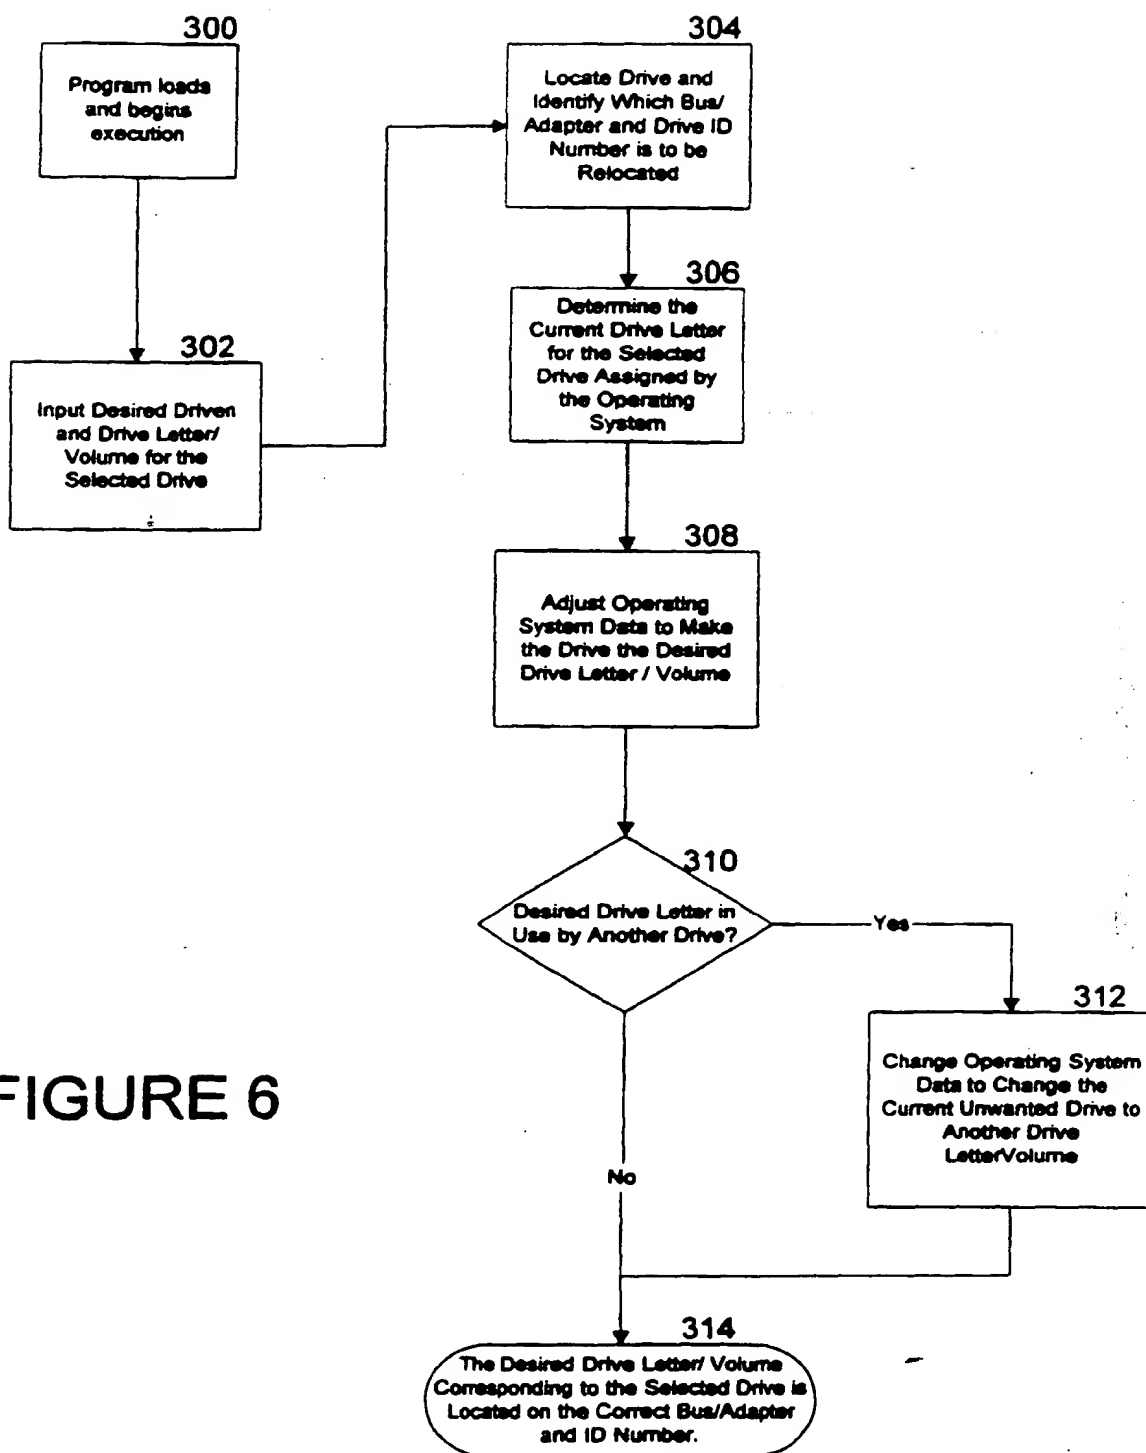 300
Program loads
and begins
execution
302
Input Desired Driven
and Drive Letter/
Volume for the
Selected Drive
304
Locate Drive and
Identify Which Bus/
Adapter and Drive ID
Number is to be
Relocated
306
Determine the
Current Drive Letter
for the Selected
Drive Assigned by
the Operating
System
308
Adjust Operating
System Data to Make
the Drive the Desired
Drive Letter / Volume
310
Desired Drive Letter in
Use by Another Drive?
Yes
312
Change Operating System
Data to Change the
Current Unwanted Drive to
Another Drive
Letter/Volume
No
314
The Desired Drive Letter/ Volume
Corresponding to the Selected Drive is
Located on the Correct Bus/Adapter
and ID Number.
FIGURE 6